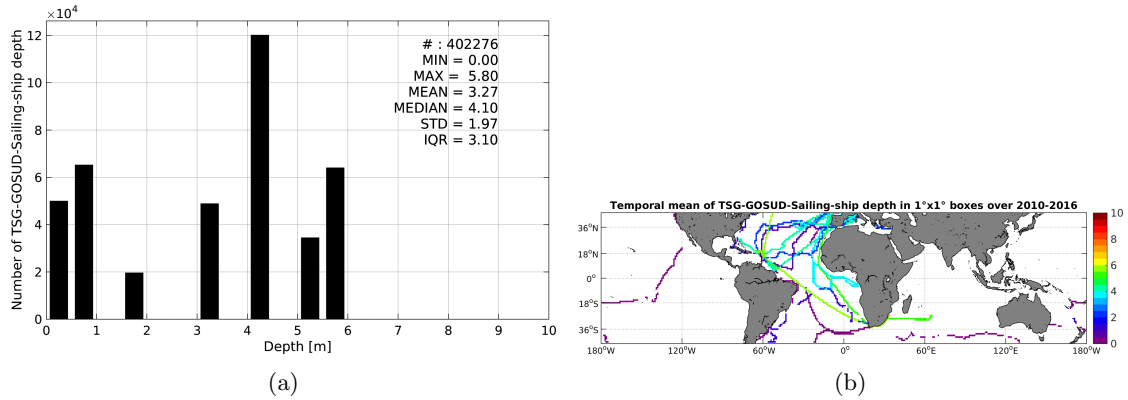 ×10⁴
12
10
8
6
4
2
0
Number of TSG-GOSUD-Sailing-ship depth
# : 402276
MIN = 0.00
MAX = 5.80
MEAN = 3.27
MEDIAN = 4.10
STD = 1.97
IQR = 3.10
0 1 2 3 4 5 6 7 8 9 10
Depth [m]
(a)
Temporal mean of TSG-GOSUD-Sailing-ship depth in 1°x1° boxes over 2010-2016
36°N
18°N
0°
18°S
36°S
180°W 120°W 60°W 0° 60°E 120°E 180°W
10
8
6
4
2
0
(b)